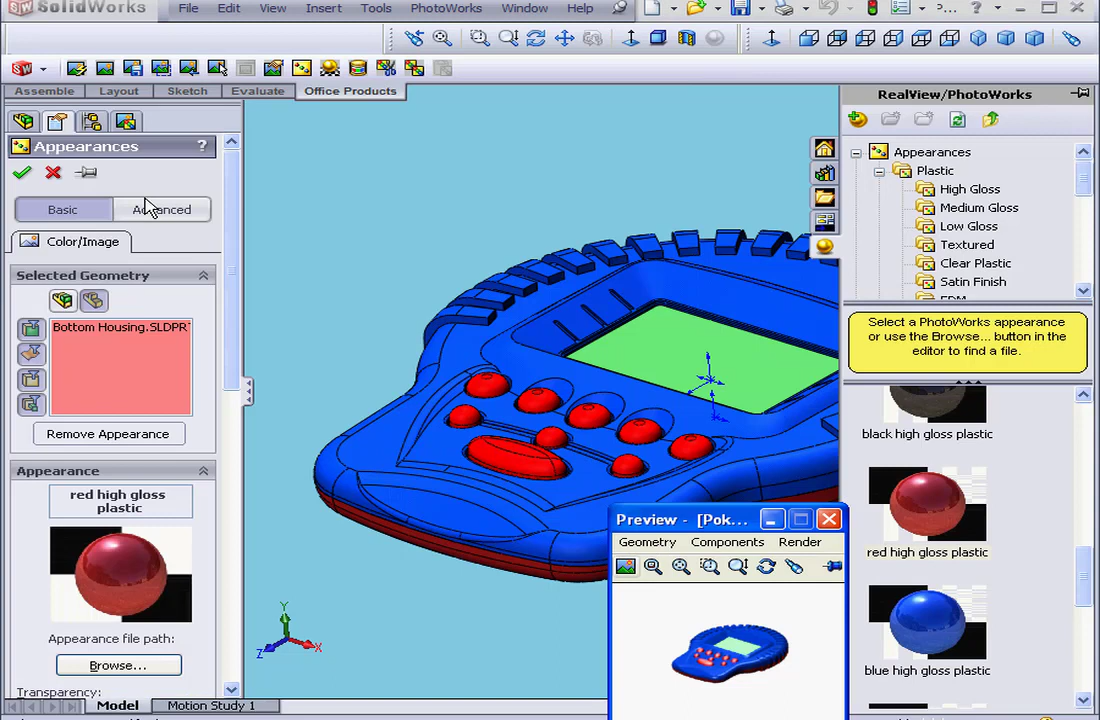 SolidWorks File Edit View Insert Tools PhotoWorks Window Help P... ?
Assemble Layout Sketch Evaluate Office Products
Appearances ?
Basic Advanced
Color/Image
Selected Geometry
Bottom Housing.SLDPR
Remove Appearance
Appearance
red high gloss
plastic
Appearance file path:
Browse...
Transparency:
Model Motion Study 1
Y
X
Z
Preview - [Pok...
Geometry Components Render
RealView/PhotoWorks
Appearances
Plastic
High Gloss
Medium Gloss
Low Gloss
Textured
Clear Plastic
Satin Finish
EDM
Select a PhotoWorks appearance
or use the Browse... button in the
editor to find a file.
black high gloss plastic
red high gloss plastic
blue high gloss plastic